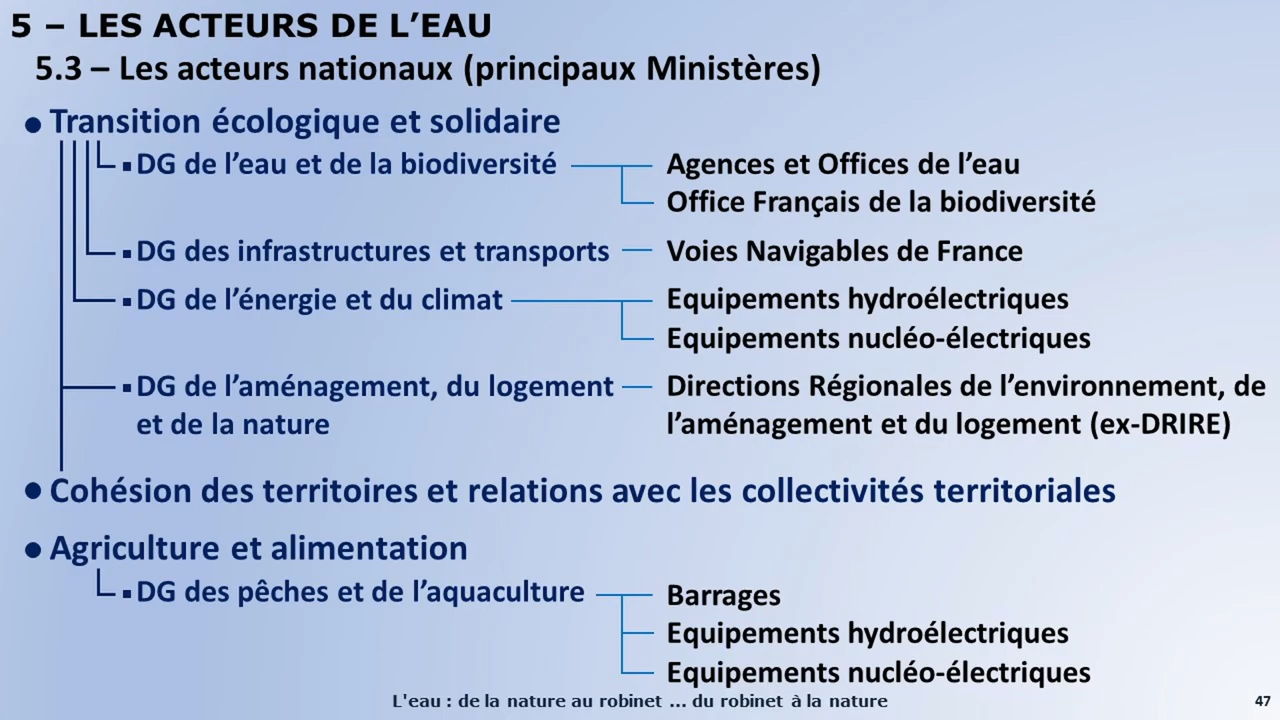 5 – LES ACTEURS DE L’EAU
5.3 – Les acteurs nationaux (principaux Ministères)
● Transition écologique et solidaire
▪ DG de l’eau et de la biodiversité
Agences et Offices de l’eau
Office Français de la biodiversité
▪ DG des infrastructures et transports
Voies Navigables de France
▪ DG de l’énergie et du climat
Equipements hydroélectriques
Equipements nucléo-électriques
▪ DG de l’aménagement, du logement
et de la nature
Directions Régionales de l’environnement, de
l’aménagement et du logement (ex-DRIRE)
● Cohésion des territoires et relations avec les collectivités territoriales
● Agriculture et alimentation
▪ DG des pêches et de l’aquaculture
Barrages
Equipements hydroélectriques
Equipements nucléo-électriques
L'eau : de la nature au robinet ... du robinet à la nature
47